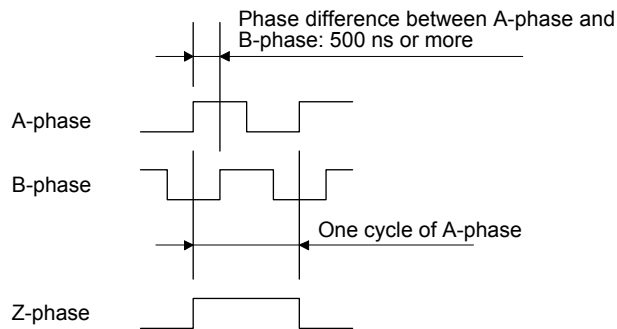 Phase difference between A-phase and
B-phase: 500 ns or more
A-phase
B-phase
One cycle of A-phase
Z-phase